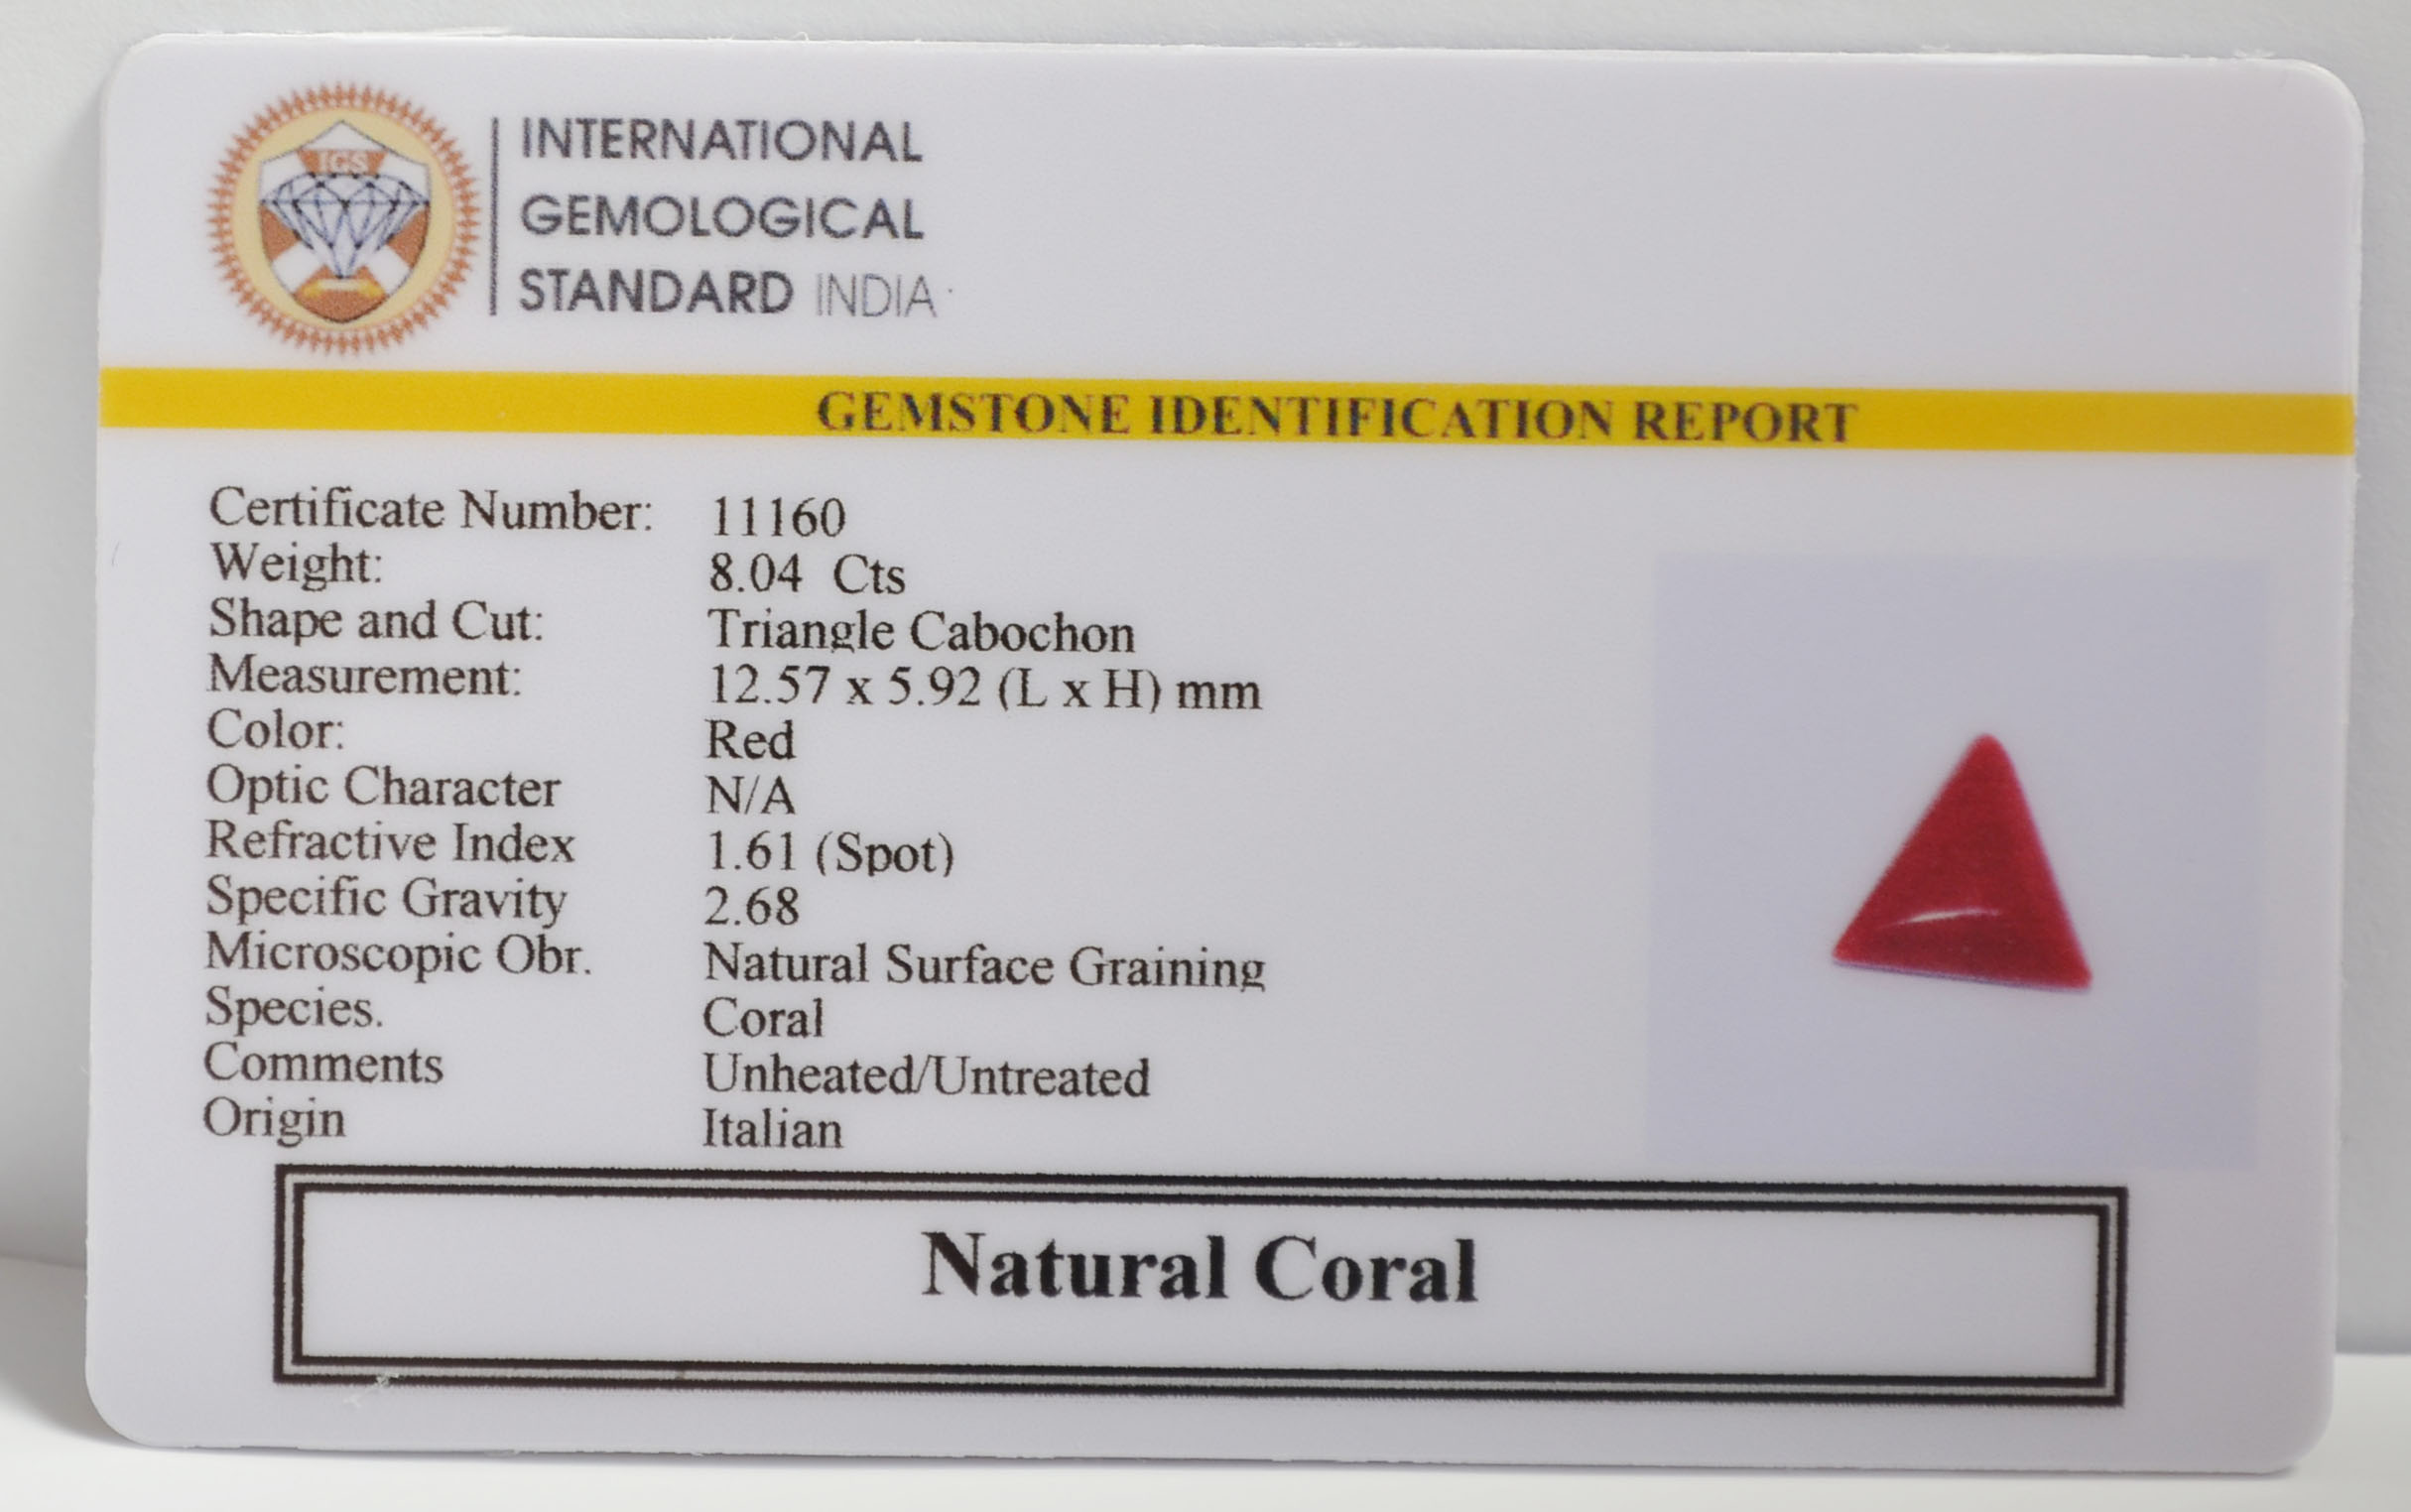 IGS
INTERNATIONAL
GEMOLOGICAL
STANDARD INDIA
GEMSTONE IDENTIFICATION REPORT
Certificate Number: 11160
Weight: 8.04 Cts
Shape and Cut: Triangle Cabochon
Measurement: 12.57 x 5.92 (L x H) mm
Color: Red
Optic Character N/A
Refractive Index 1.61 (Spot)
Specific Gravity 2.68
Microscopic Obr. Natural Surface Graining
Species. Coral
Comments Unheated/Untreated
Origin Italian
Natural Coral